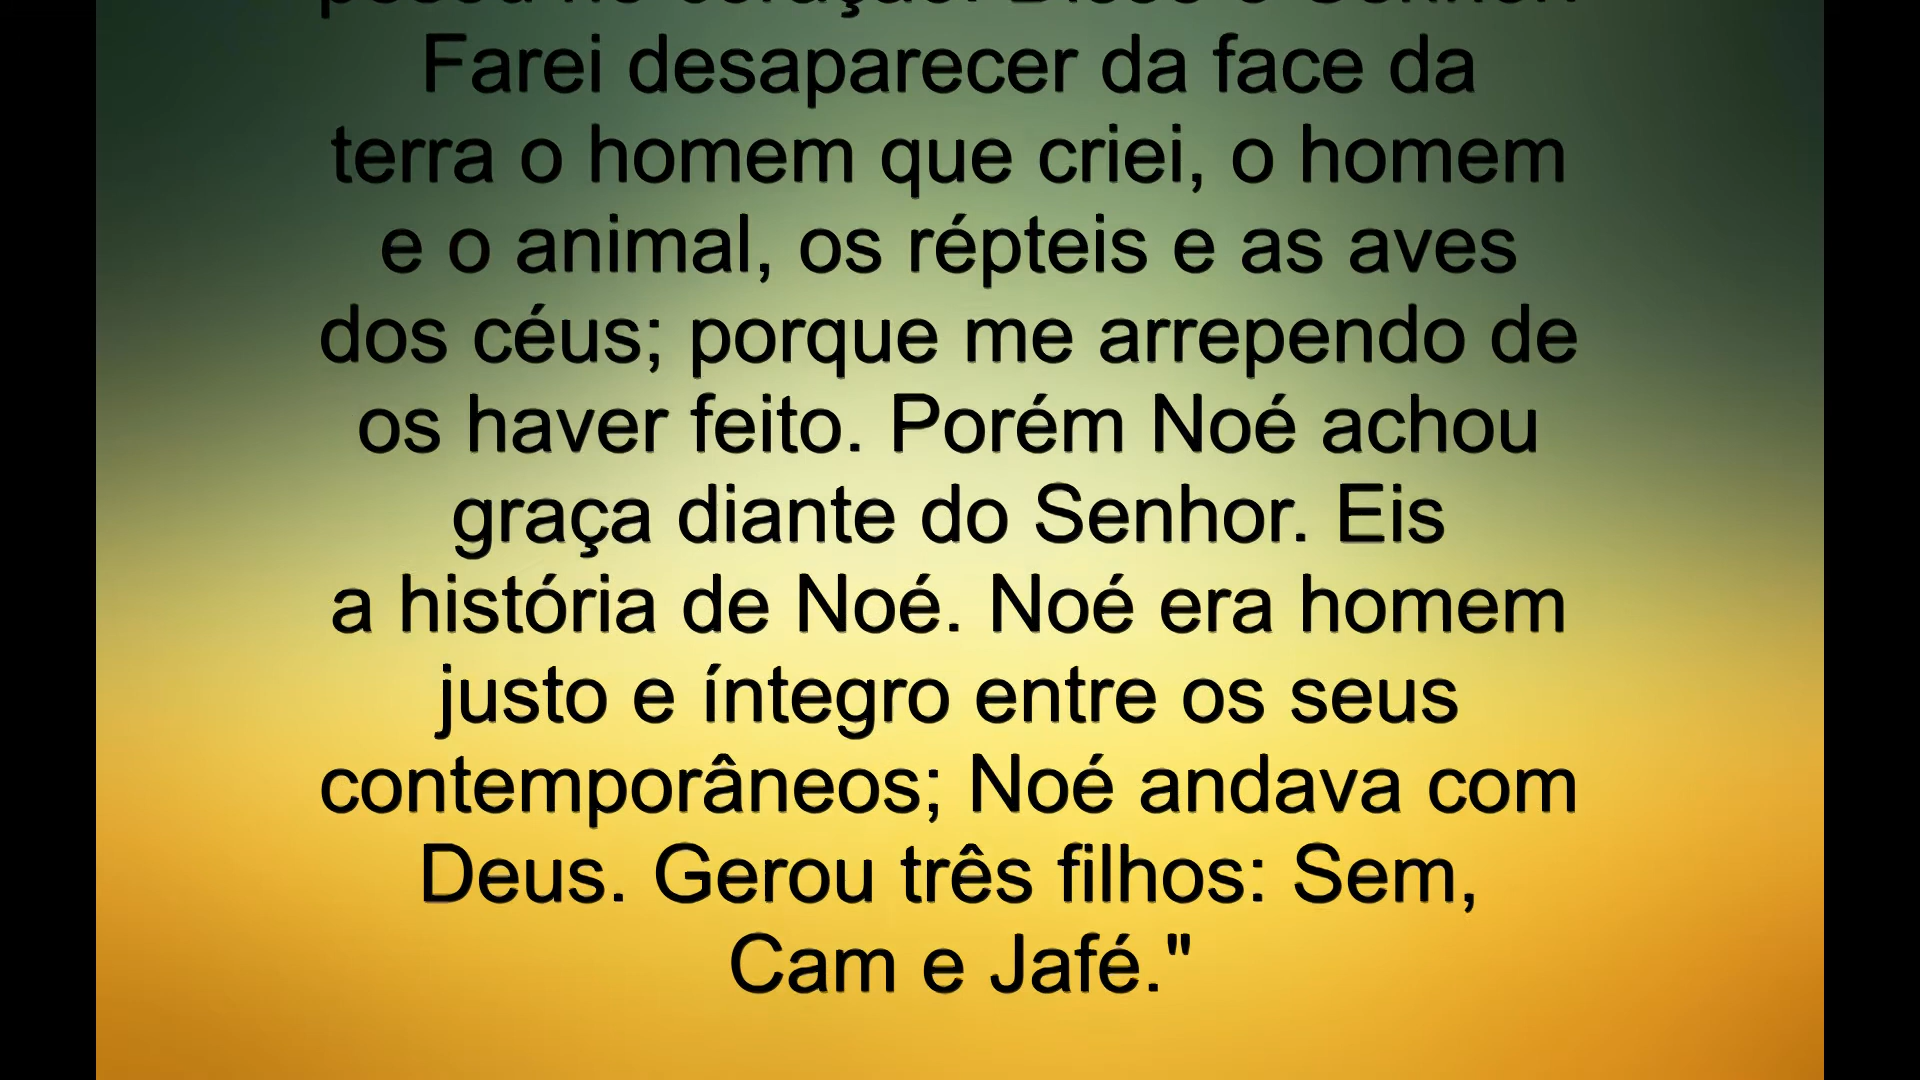 Farei desaparecer da face da
terra o homem que criei, o homem
e o animal, os répteis e as aves
dos céus; porque me arrependo de
os haver feito. Porém Noé achou
graça diante do Senhor. Eis
a história de Noé. Noé era homem
justo e íntegro entre os seus
contemporâneos; Noé andava com
Deus. Gerou três filhos: Sem,
Cam e Jafé."